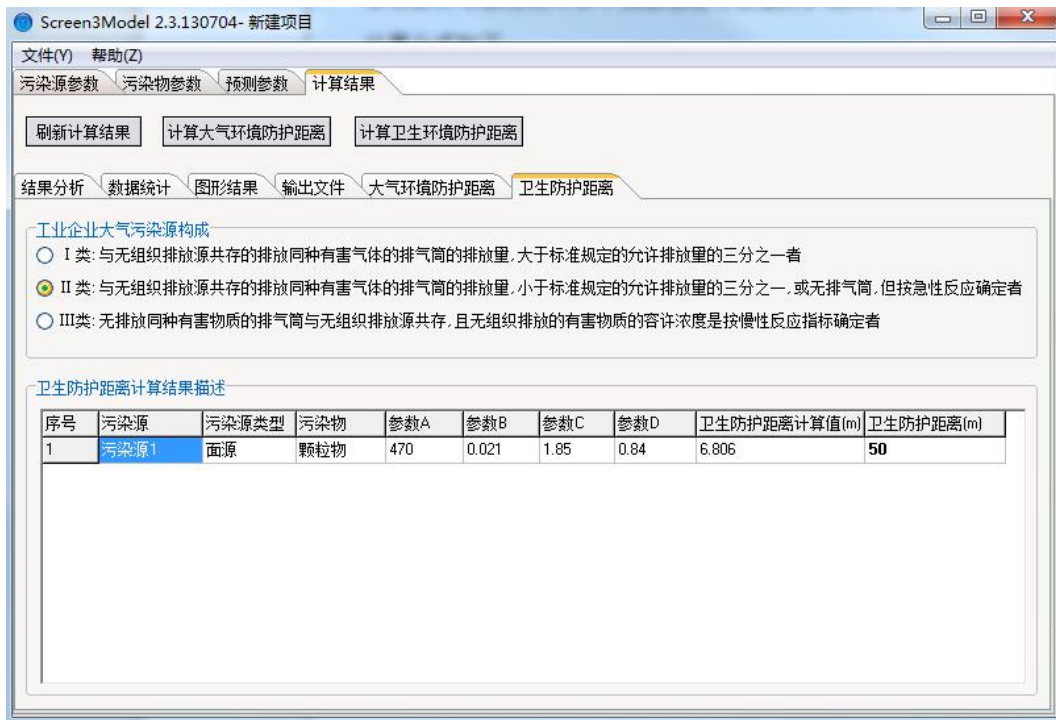 Screen3Model 2.3.130704- 新建项目
文件(Y) 帮助(Z)
污染源参数 污染物参数 预测参数 计算结果
刷新计算结果 计算大气环境防护距离 计算卫生环境防护距离
结果分析 数据统计 图形结果 输出文件 大气环境防护距离 卫生防护距离
工业企业大气污染源构成
I 类:与无组织排放源共存的排放同种有害气体的排气筒的排放量,大于标准规定的允许排放量的三分之一者
II 类:与无组织排放源共存的排放同种有害气体的排气筒的排放量,小于标准规定的允许排放量的三分之一,或无排气筒,但按急性反应确定者
III类:无排放同种有害物质的排气筒与无组织排放源共存,且无组织排放的有害物质的容许浓度是按慢性反应指标确定者
卫生防护距离计算结果描述
序号 污染源 污染源类型 污染物 参数A 参数B 参数C 参数D 卫生防护距离计算值(m) 卫生防护距离(m)
1 污染源1 面源 颗粒物 470 0.021 1.85 0.84 6.806 50